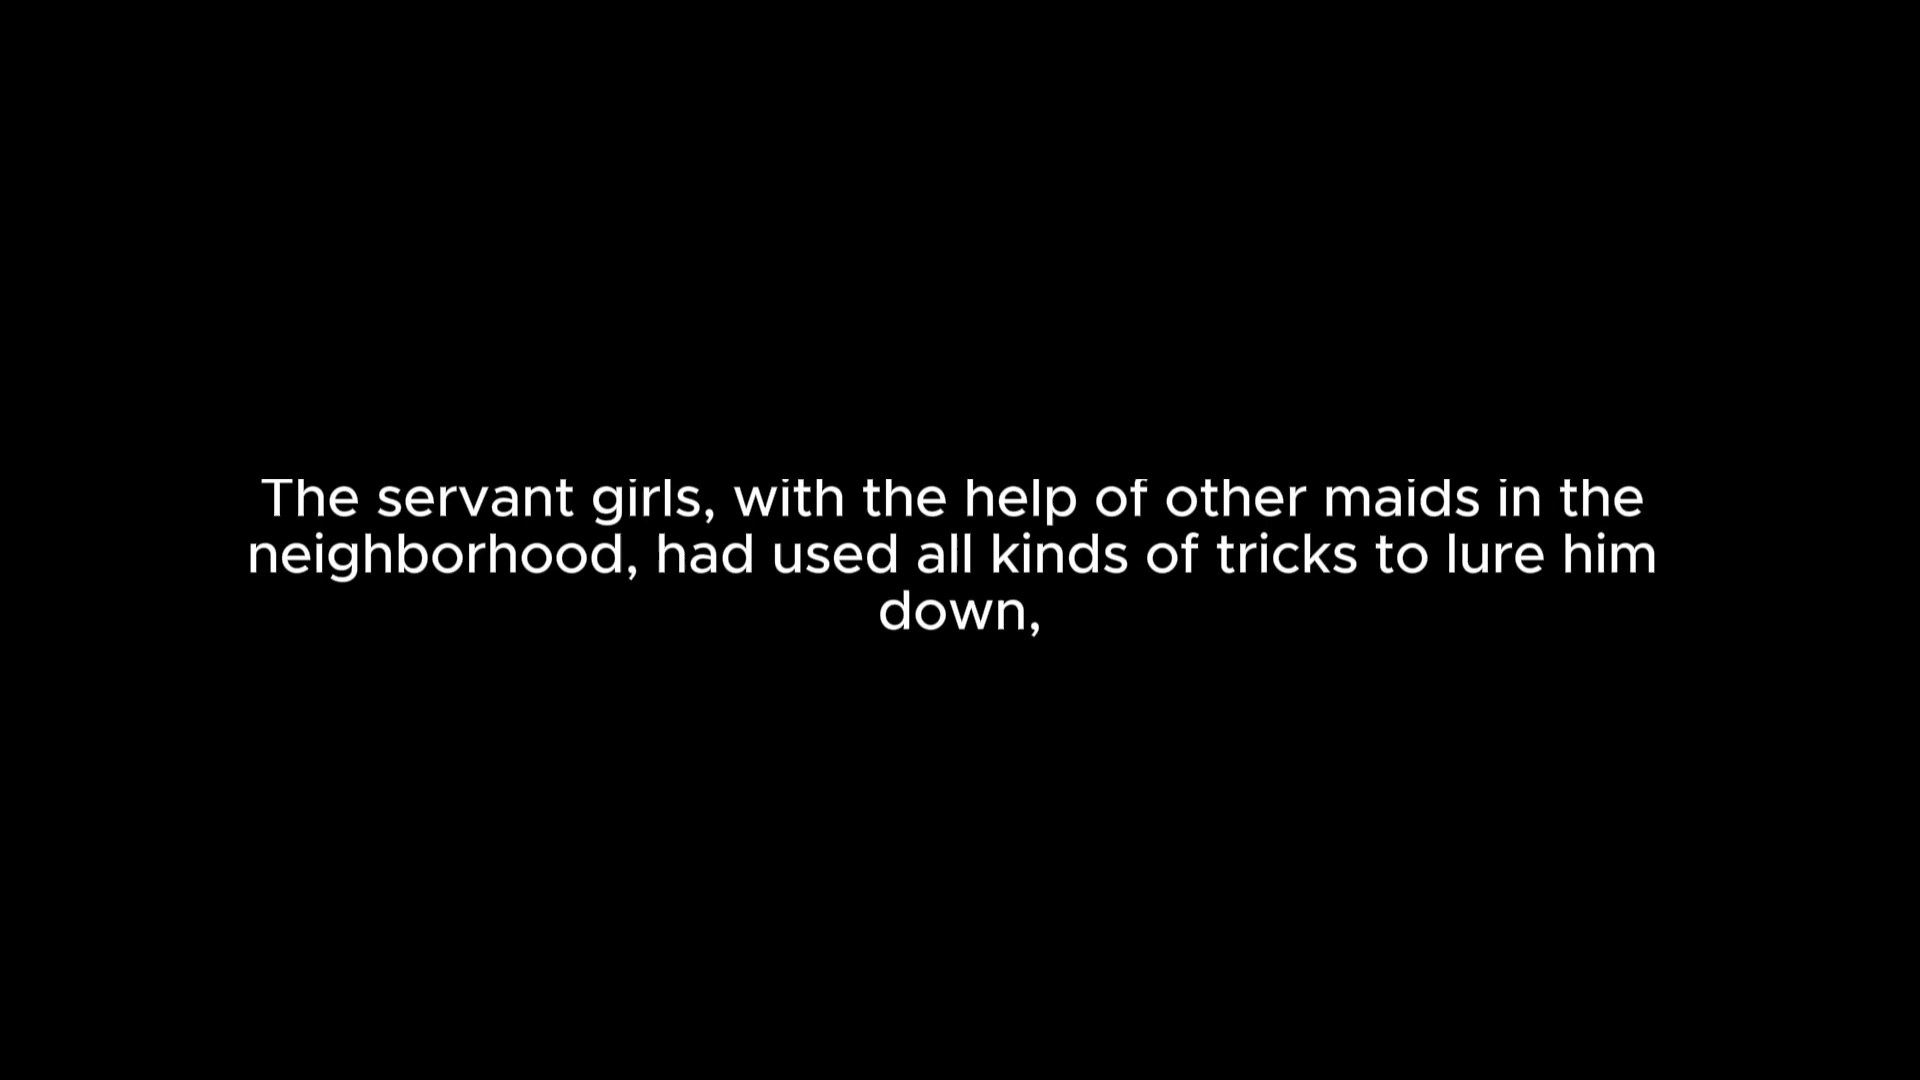 The servant girls, with the help of other maids in the
neighborhood, had used all kinds of tricks to lure him
down,